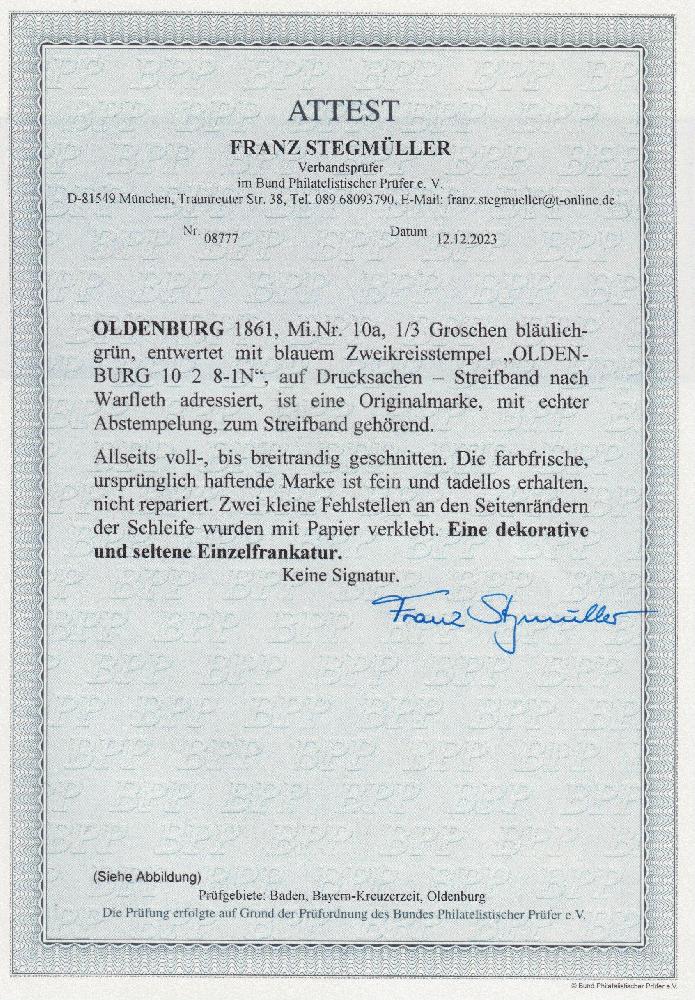 ATTEST
FRANZ STEGMÜLLER
Verbandsprüfer
im Bund Philatelistischer Prüfer e. V.
D-81549 München, Traunreuter Str. 38, Tel. 089 68093790, E-Mail: franz.stegmueller@t-online.de
Nr. 08777 Datum 12.12.2023
OLDENBURG 1861, Mi.Nr. 10a, 1/3 Groschen bläulich-
grün, entwertet mit blauem Zweikreisstempel „OLDEN-
BURG 10 2 8-1N“, auf Drucksachen – Streifband nach
Warfleth adressiert, ist eine Originalmarke, mit echter
Abstempelung, zum Streifband gehörend.
Allseits voll-, bis breitrandig geschnitten. Die farbfrische,
ursprünglich haftende Marke ist fein und tadellos erhalten,
nicht repariert. Zwei kleine Fehlstellen an den Seitenrändern
der Schleife wurden mit Papier verklebt. Eine dekorative
und seltene Einzelfrankatur.
Keine Signatur.
Franz Stegmüller
(Siehe Abbildung)
Prüfgebiete: Baden, Bayern-Kreuzerzeit, Oldenburg
Die Prüfung erfolgte auf Grund der Prüfordnung des Bundes Philatelistischer Prüfer e.V.
© Bund Philatelistischer Prüfer e.V.